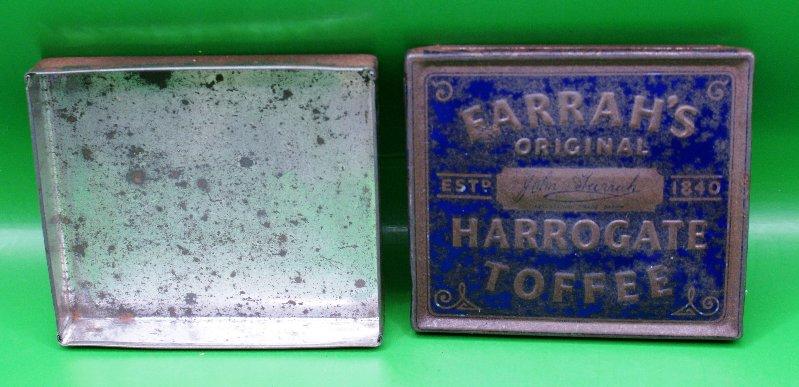 FARRAH'S
ORIGINAL
ESTD John Farrah 1840
HARROGATE
TOFFEE